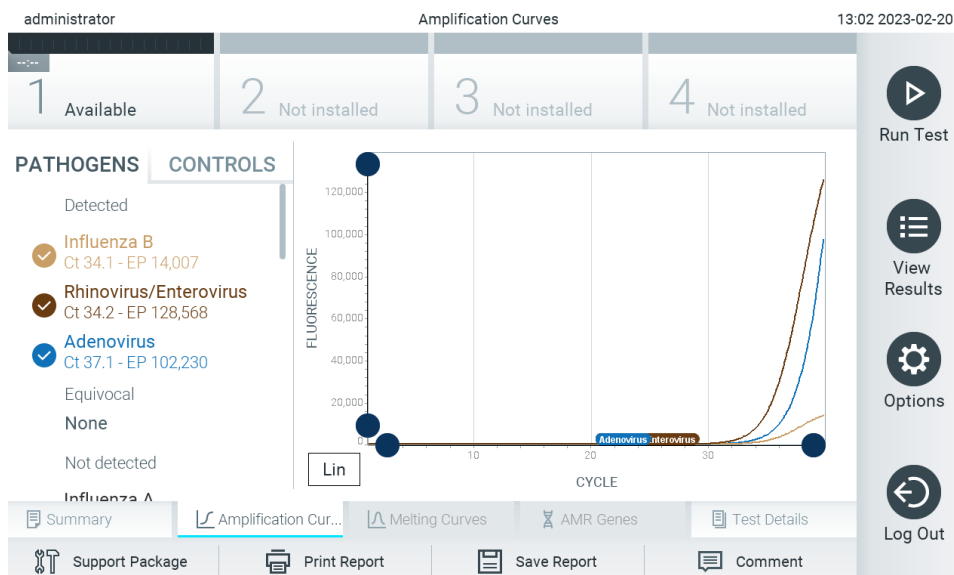 administrator
Amplification Curves
13:02 2023-02-20
--:--
1 Available
2 Not installed
3 Not installed
4 Not installed
Run Test
PATHOGENS
CONTROLS
Detected
Influenza B
Ct 34.1 - EP 14,007
Rhinovirus/Enterovirus
Ct 34.2 - EP 128,568
Adenovirus
Ct 37.1 - EP 102,230
Equivocal
None
Not detected
Influenza A
FLUORESCENCE
120,000
100,000
80,000
60,000
40,000
20,000
0
Adenovirus
nterovirus
10
20
30
CYCLE
Lin
View
Results
Options
Log Out
Summary
Amplification Cur...
Melting Curves
AMR Genes
Test Details
Support Package
Print Report
Save Report
Comment